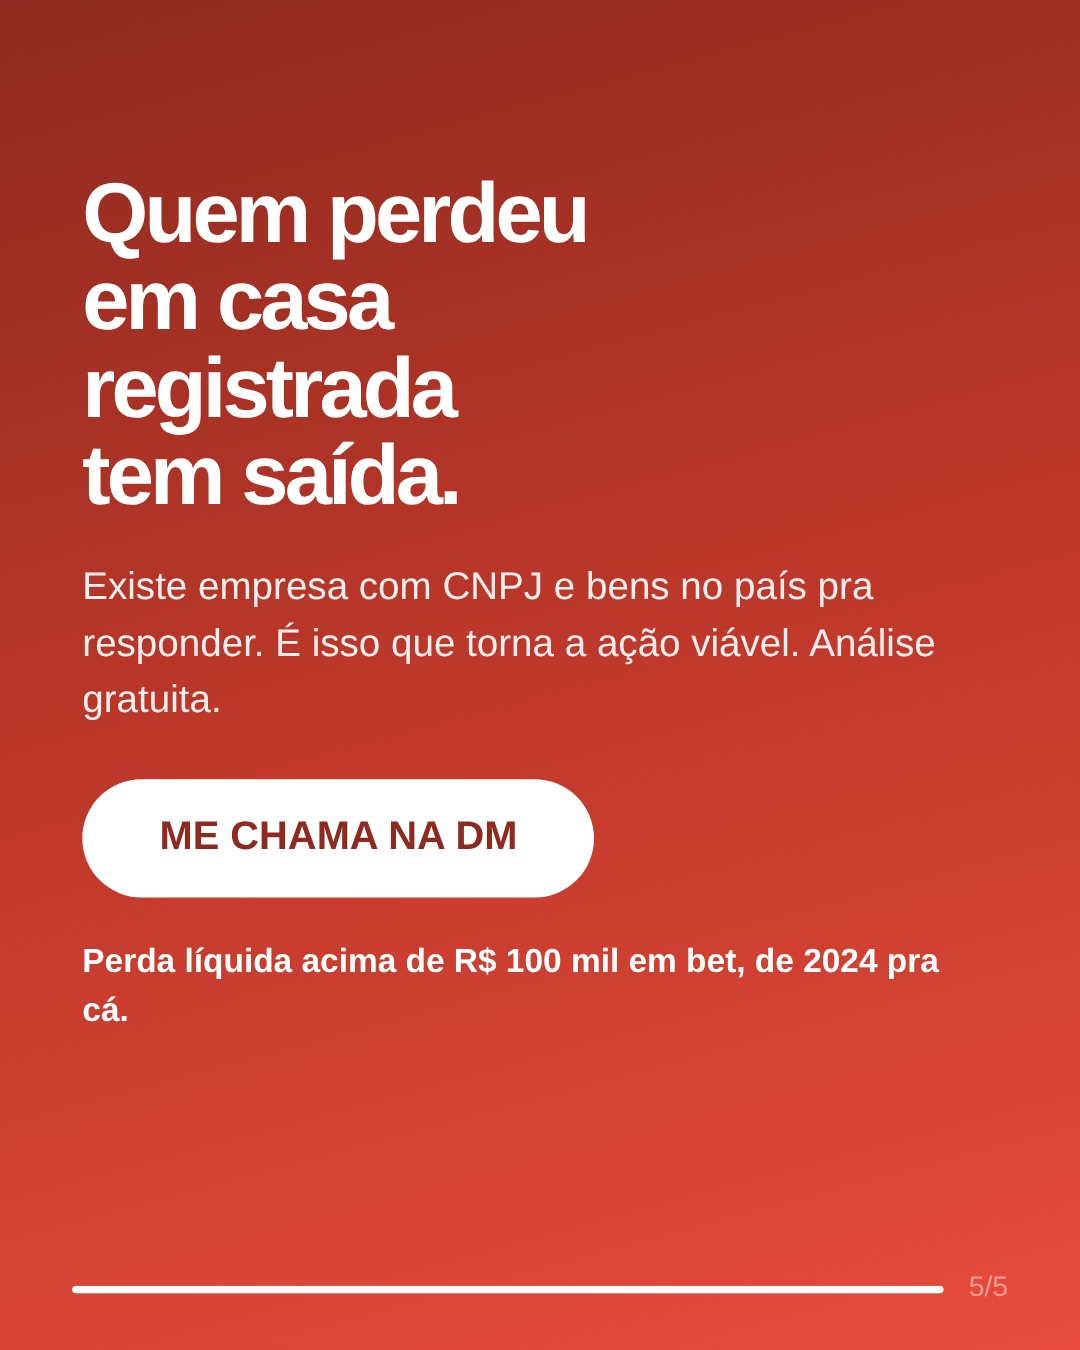 Quem perdeu
em casa
registrada
tem saída.
Existe empresa com CNPJ e bens no país pra
responder. É isso que torna a ação viável. Análise
gratuita.
ME CHAMA NA DM
Perda líquida acima de R$ 100 mil em bet, de 2024 pra
cá.
5/5